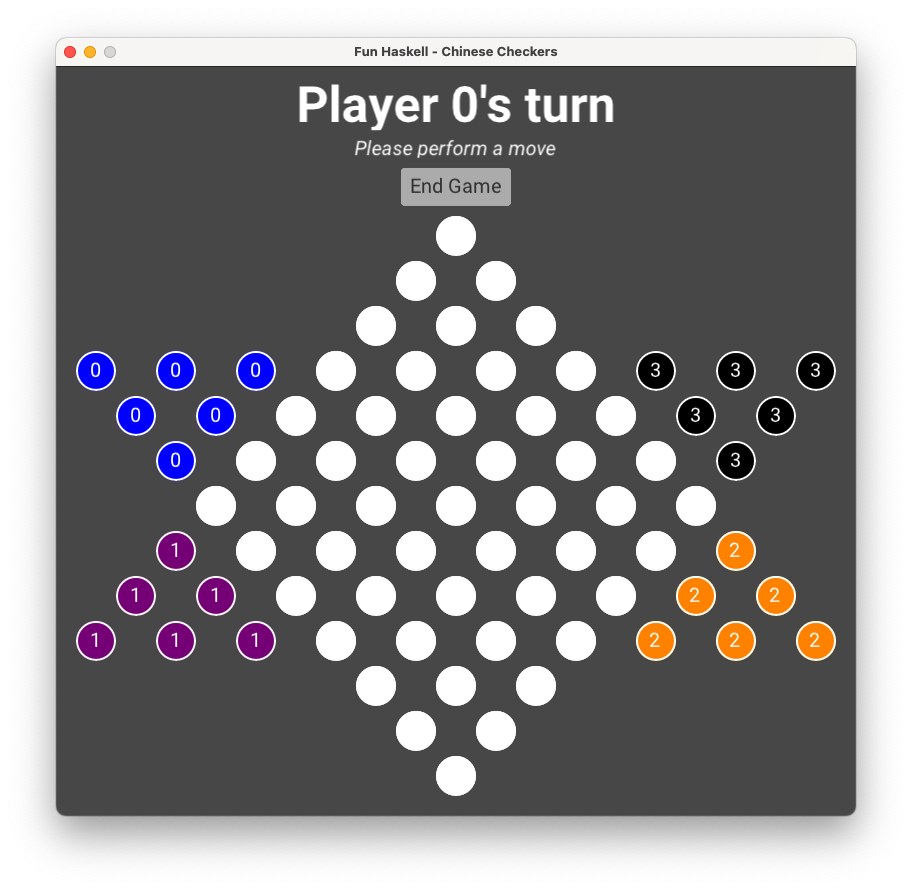 Fun Haskell - Chinese Checkers
Player 0's turn
Please perform a move
End Game
0 0 0 3 3 3
0 0 3 3
0 3
1 2
1 1 2 2
1 1 1 2 2 2